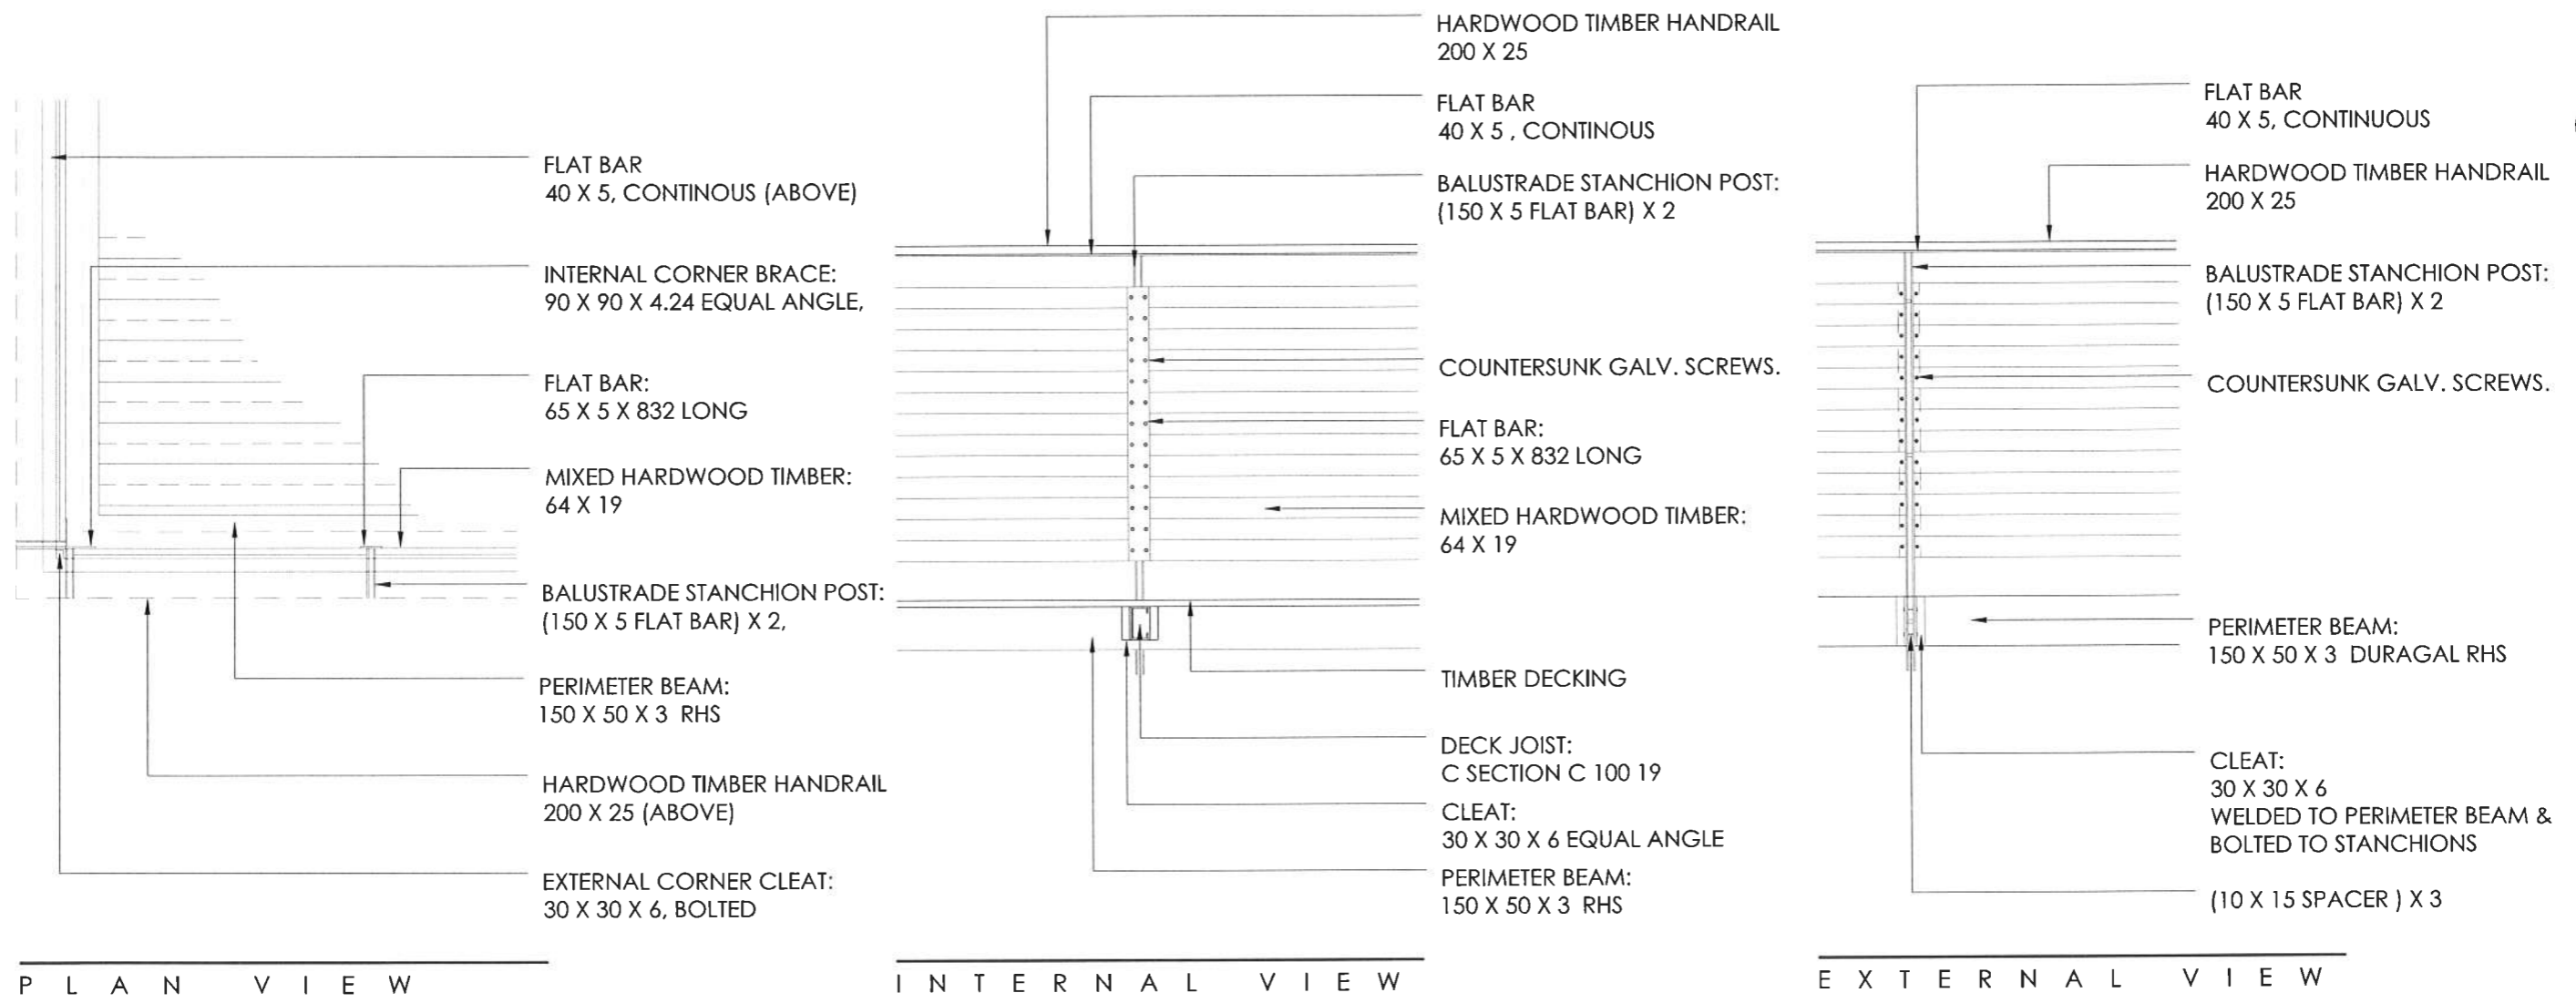 FLAT BAR
40 X 5, CONTINOUS (ABOVE)
INTERNAL CORNER BRACE:
90 X 90 X 4.24 EQUAL ANGLE,
FLAT BAR:
65 X 5 X 832 LONG
MIXED HARDWOOD TIMBER:
64 X 19
BALUSTRADE STANCHION POST:
(150 X 5 FLAT BAR) X 2,
PERIMETER BEAM:
150 X 50 X 3 RHS
HARDWOOD TIMBER HANDRAIL
200 X 25 (ABOVE)
EXTERNAL CORNER CLEAT:
30 X 30 X 6, BOLTED
PLAN VIEW
HARDWOOD TIMBER HANDRAIL
200 X 25
FLAT BAR
40 X 5 , CONTINOUS
BALUSTRADE STANCHION POST:
(150 X 5 FLAT BAR) X 2
COUNTERSUNK GALV. SCREWS.
FLAT BAR:
65 X 5 X 832 LONG
MIXED HARDWOOD TIMBER:
64 X 19
TIMBER DECKING
DECK JOIST:
C SECTION C 100 19
CLEAT:
30 X 30 X 6 EQUAL ANGLE
PERIMETER BEAM:
150 X 50 X 3 RHS
INTERNAL VIEW
FLAT BAR
40 X 5, CONTINUOUS
HARDWOOD TIMBER HANDRAIL
200 X 25
BALUSTRADE STANCHION POST:
(150 X 5 FLAT BAR) X 2
COUNTERSUNK GALV. SCREWS.
PERIMETER BEAM:
150 X 50 X 3 DURAGAL RHS
CLEAT:
30 X 30 X 6
WELDED TO PERIMETER BEAM &
BOLTED TO STANCHIONS
(10 X 15 SPACER ) X 3
EXTERNAL VIEW